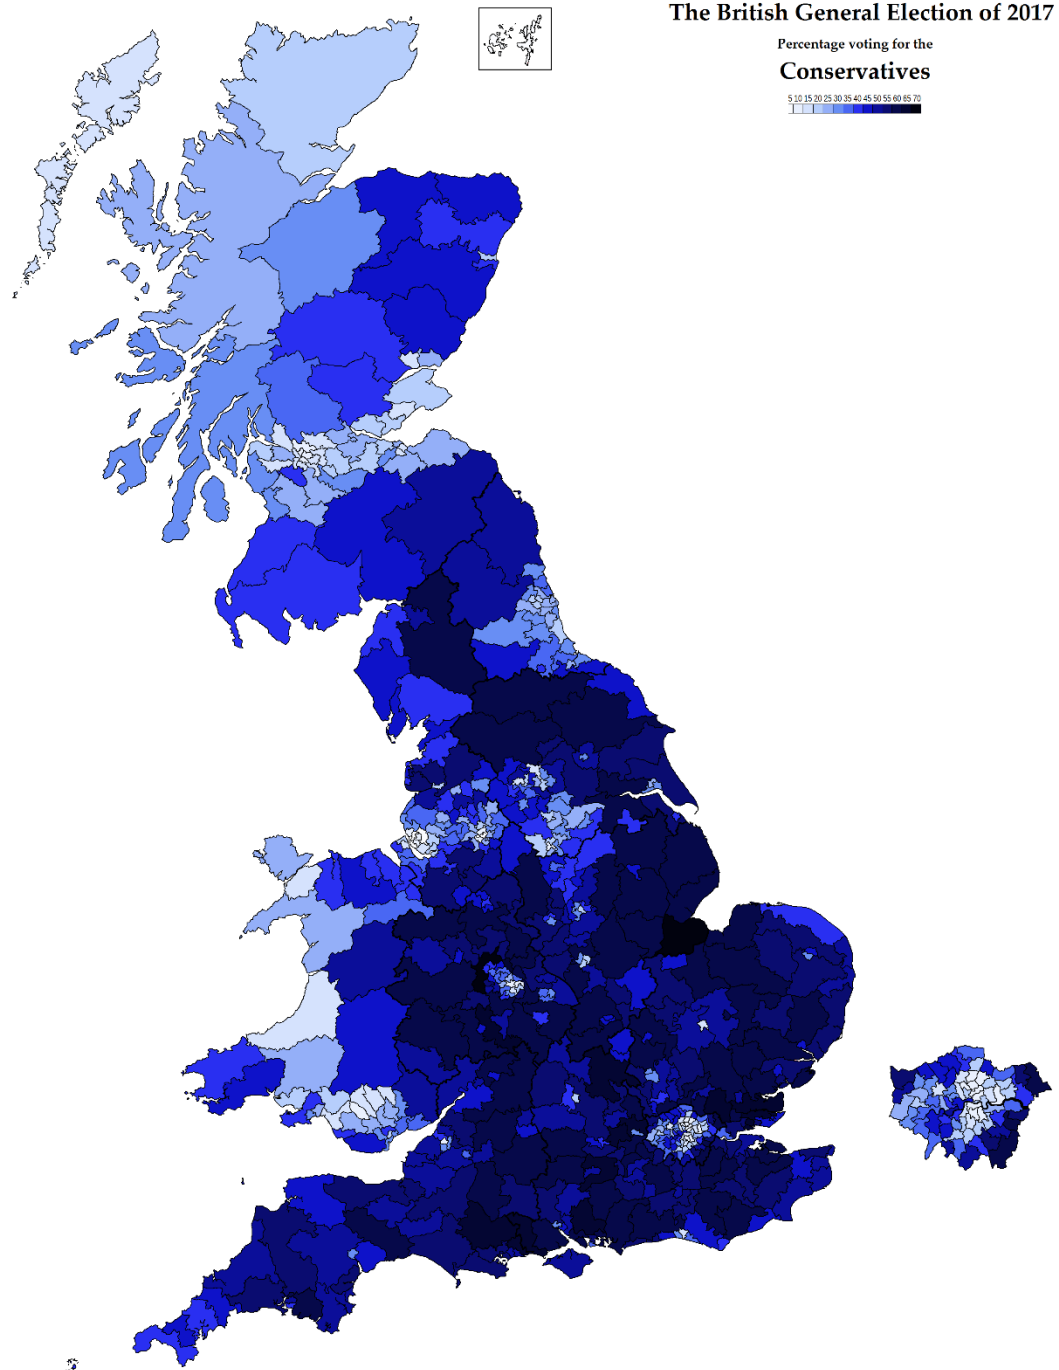 The British General Election of 2017
Percentage voting for the
Conservatives
5 10 15 20 25 30 35 40 45 50 55 60 65 70